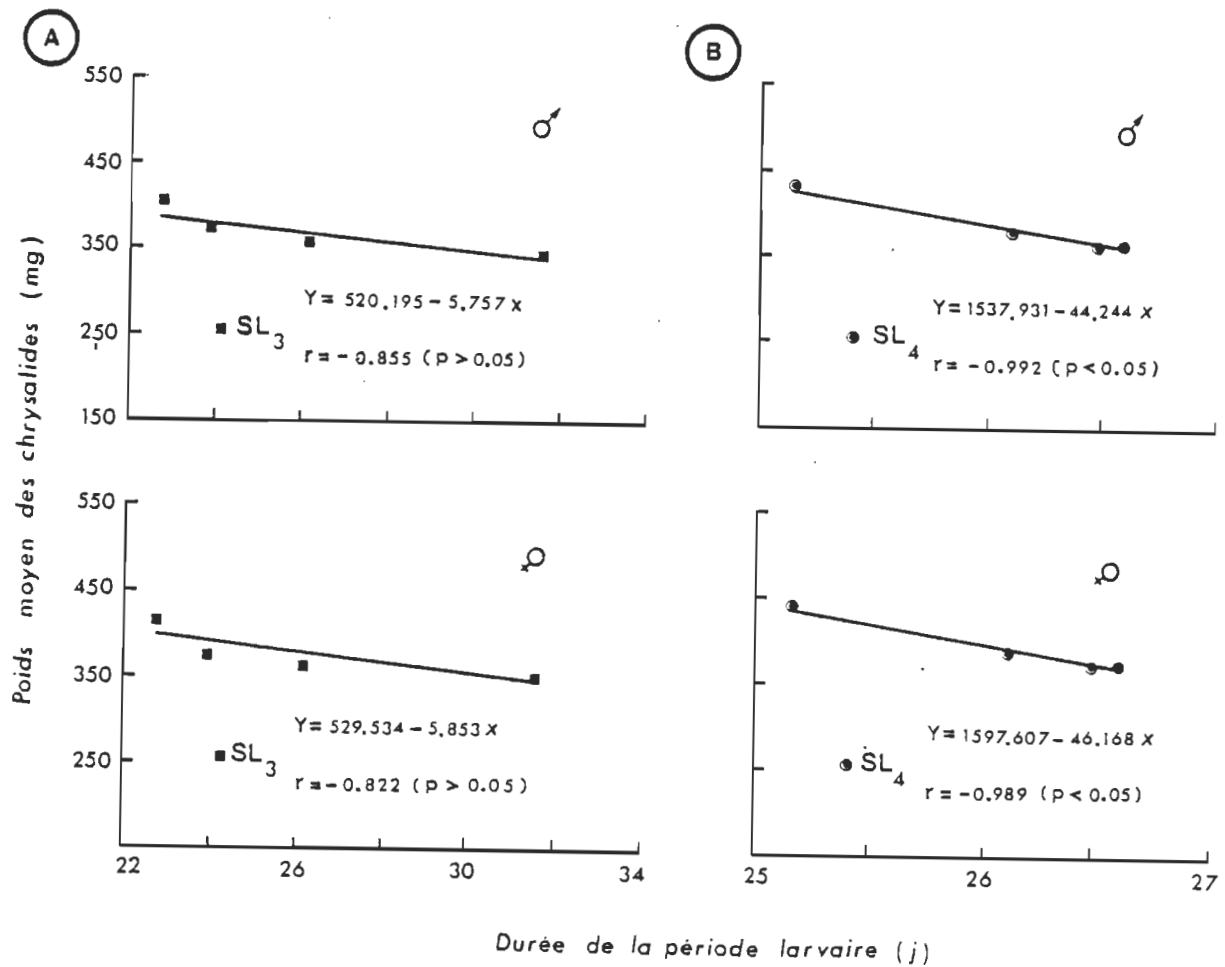 A
B
Poids moyen des chrysalides (mg)
550
450
350
250
150
♂
Y= 520.195-5.757 x
SL3
r=-0.855 (p>0.05)
♂
Y=1537.931-44.244 x
SL4
r= -0.992 (p<0.05)
550
450
350
250
♀
Y= 529.534-5.853 x
SL3
r=-0.822 (p>0.05)
22
26
30
34
♀
Y=1597.607-46.168 x
SL4
r=-0.989 (p<0.05)
25
26
27
Durée de la période larvaire (j)